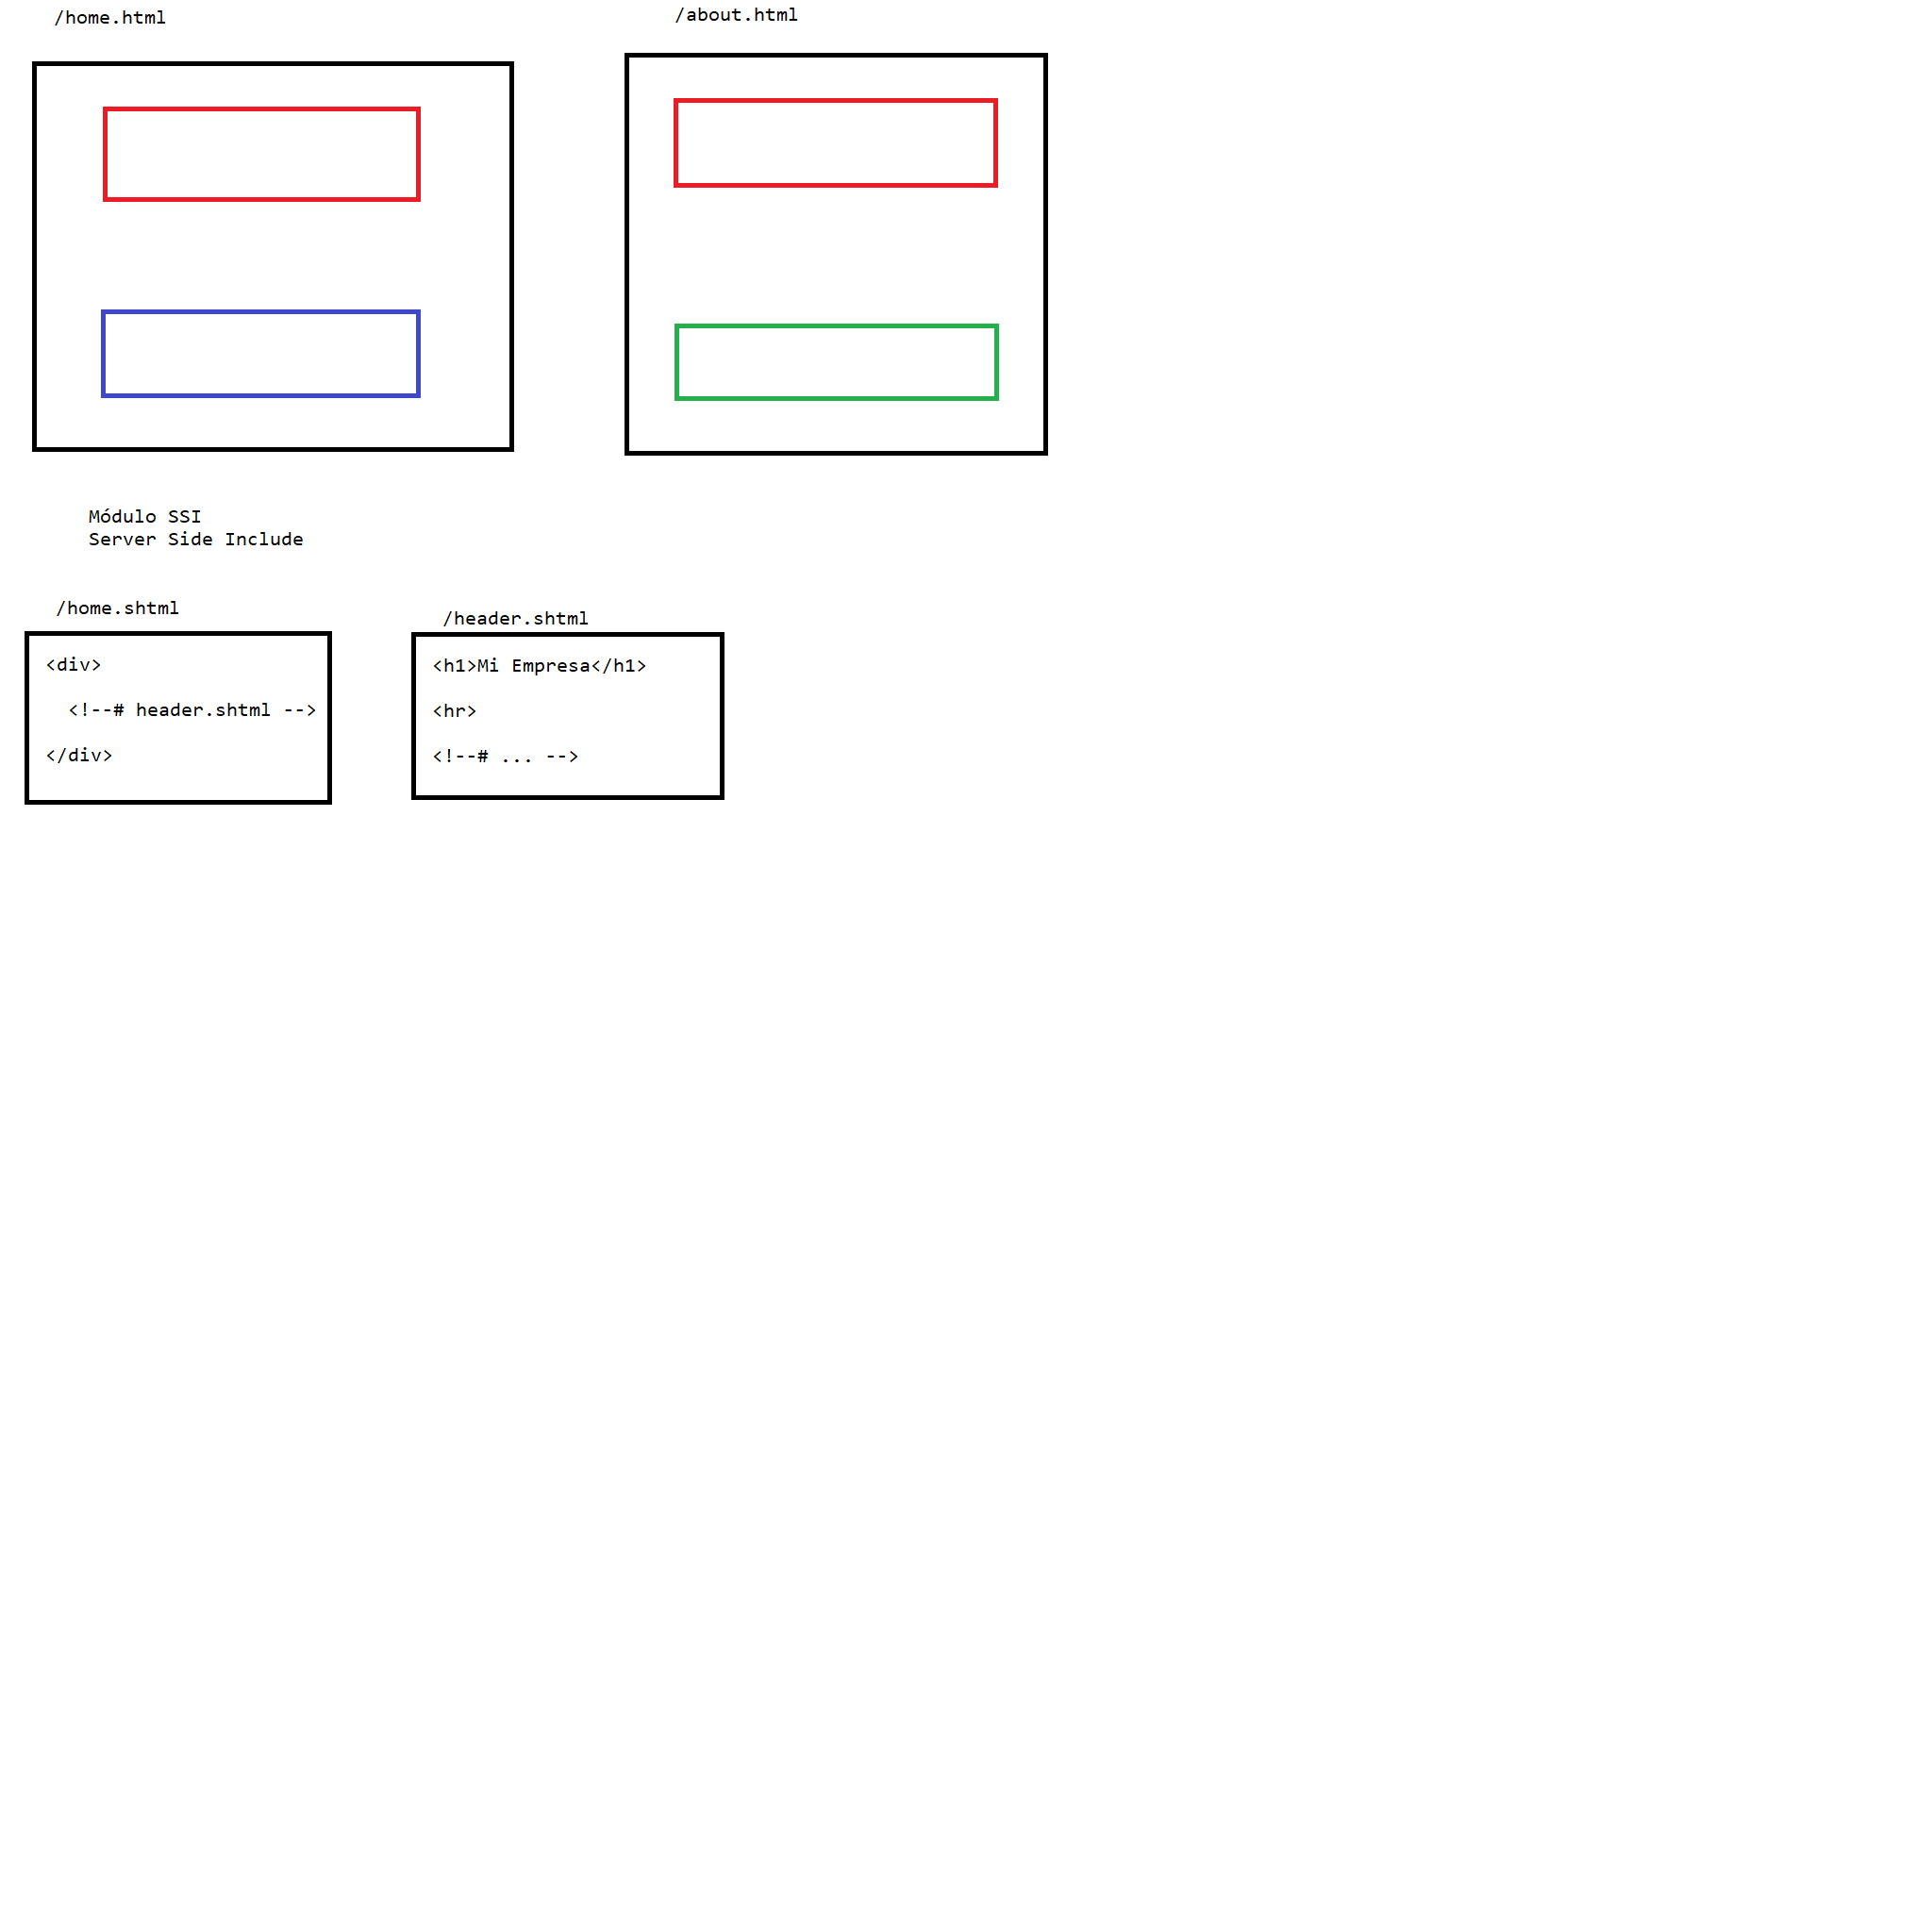 /home.html
/about.html
Módulo SSI
Server Side Include
/home.shtml
<div>
<!--# header.shtml -->
</div>
/header.shtml
<h1>Mi Empresa</h1>
<hr>
<!--# ... -->